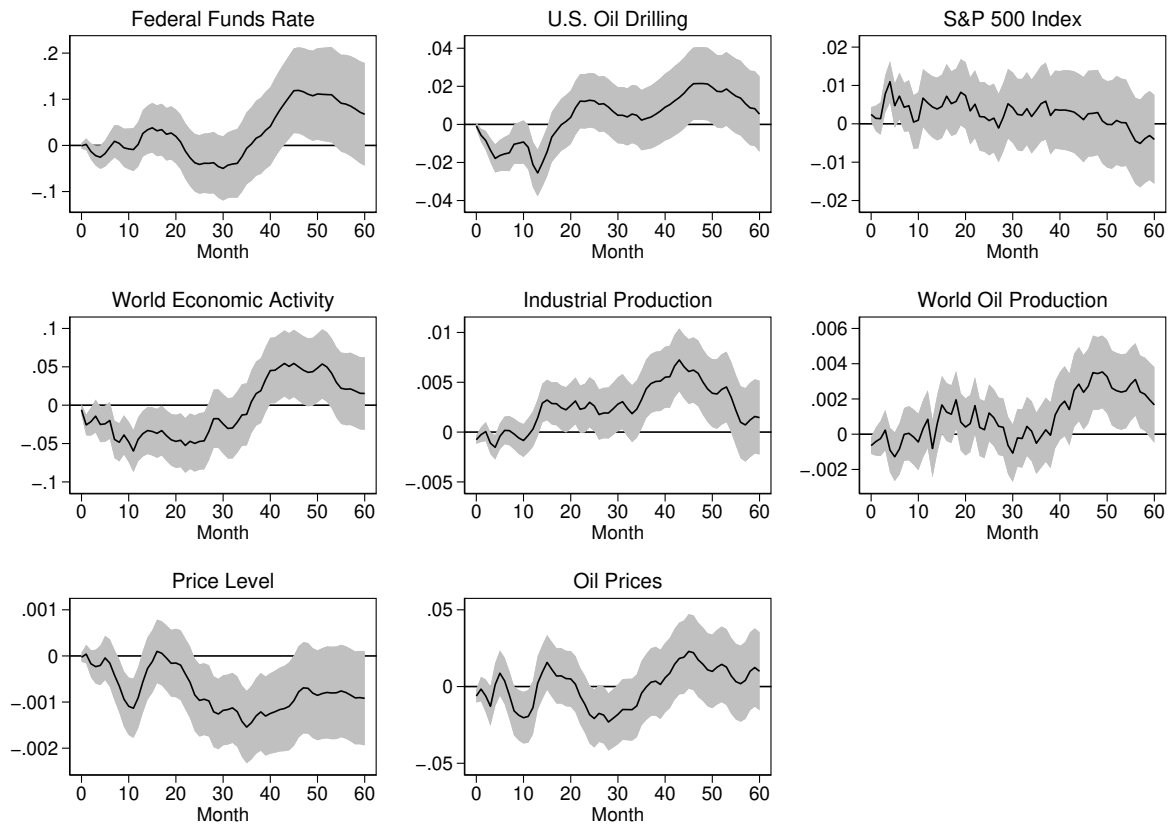 Federal Funds Rate
.2
.1
0
−.1
0 10 20 30 40 50 60
Month
U.S. Oil Drilling
.04
.02
0
−.02
−.04
0 10 20 30 40 50 60
Month
S&P 500 Index
.02
.01
0
−.01
−.02
0 10 20 30 40 50 60
Month
World Economic Activity
.1
.05
0
−.05
−.1
0 10 20 30 40 50 60
Month
Industrial Production
.01
.005
0
−.005
0 10 20 30 40 50 60
Month
World Oil Production
.006
.004
.002
0
−.002
0 10 20 30 40 50 60
Month
Price Level
.001
0
−.001
−.002
0 10 20 30 40 50 60
Month
Oil Prices
.05
0
−.05
0 10 20 30 40 50 60
Month